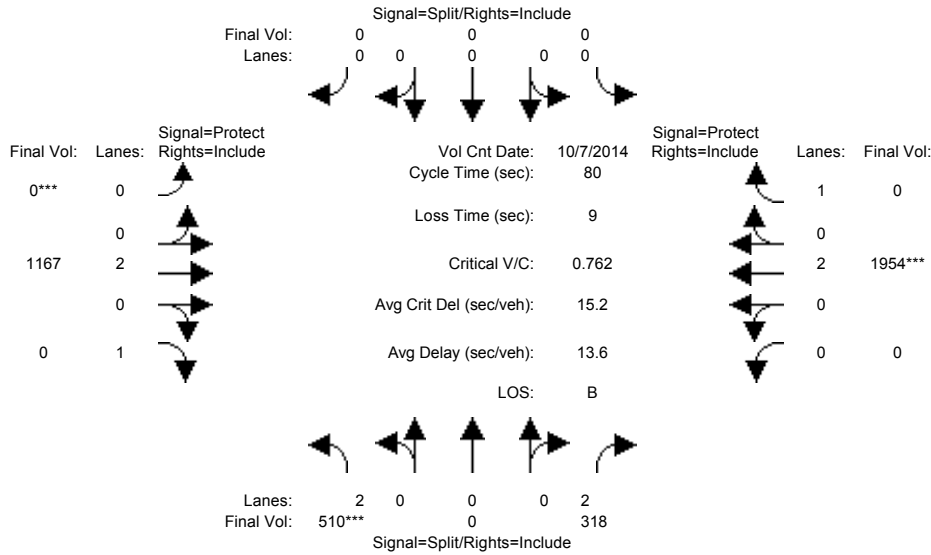 Signal=Split/Rights=Include
Final Vol: 0 0 0
Lanes: 0 0 0 0 0
Signal=Protect Signal=Protect
Final Vol: Lanes: Rights=Include Vol Cnt Date: 10/7/2014 Rights=Include Lanes: Final Vol:
Cycle Time (sec): 80
0*** 0 1 0
Loss Time (sec): 9
0 0
1167 2 Critical V/C: 0.762 2 1954***
0 Avg Crit Del (sec/veh): 15.2 0
0 1 Avg Delay (sec/veh): 13.6 0 0
LOS: B
Lanes: 2 0 0 0 2
Final Vol: 510*** 0 318
Signal=Split/Rights=Include